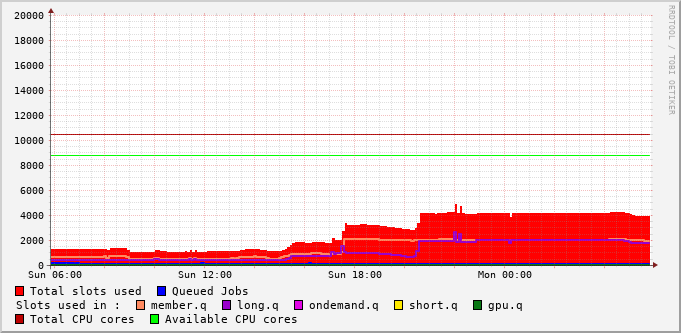 20000
18000
16000
14000
12000
10000
8000
6000
4000
2000
0
Sun 06:00 Sun 12:00 Sun 18:00 Mon 00:00
Total slots used Queued Jobs
Slots used in : member.q long.q ondemand.q short.q gpu.q
Total CPU cores Available CPU cores
RRDTOOL / TOBI OETIKER